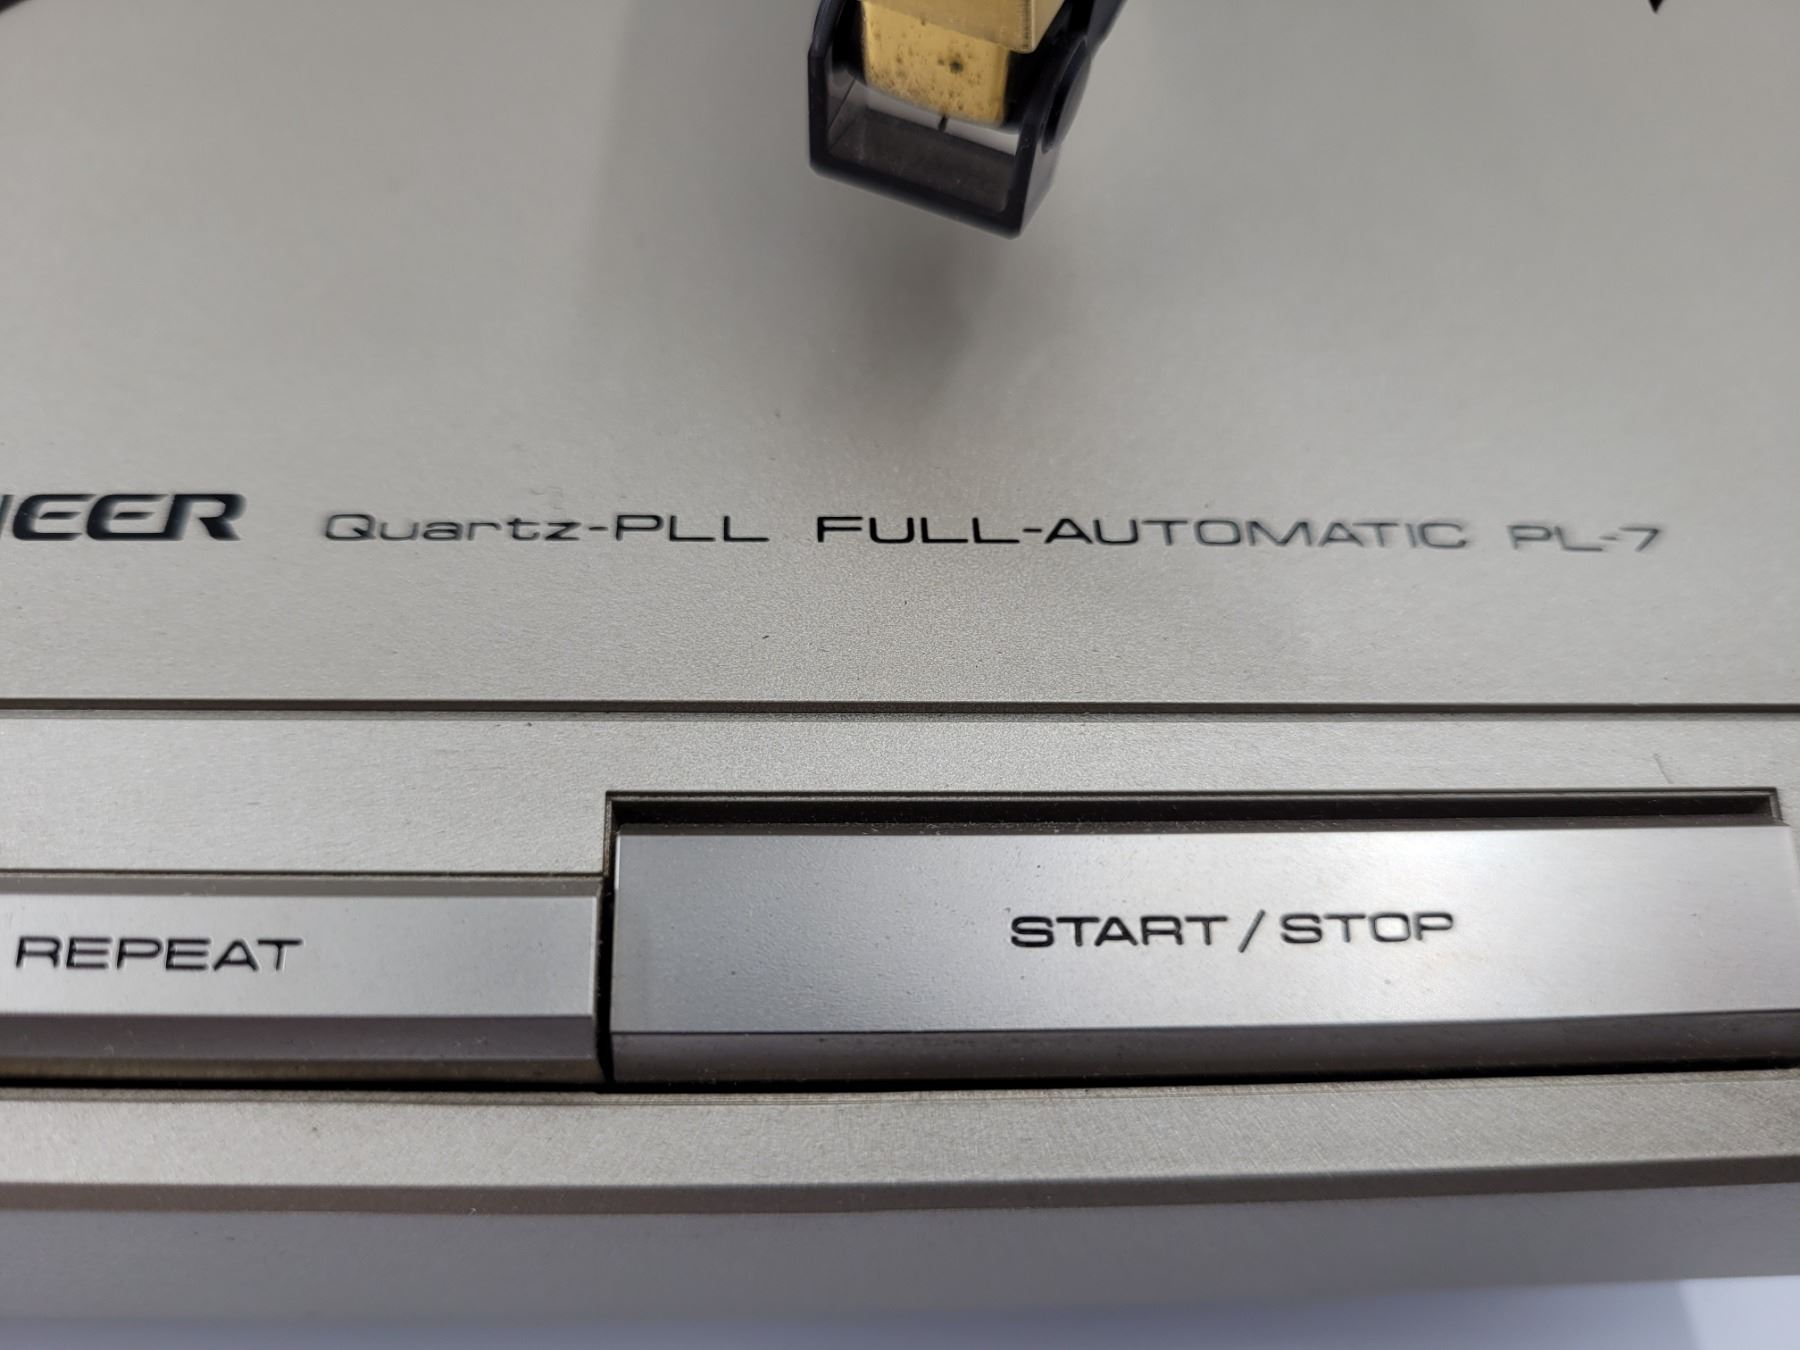 NEER Quartz-PLL FULL-AUTOMATIC PL-7
REPEAT
START / STOP